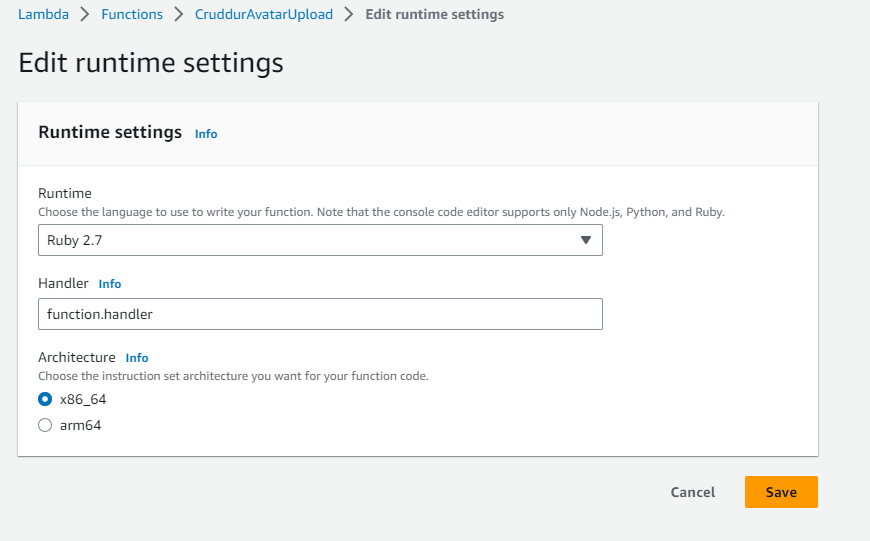 Lambda > Functions > CruddurAvatarUpload > Edit runtime settings
Edit runtime settings
Runtime settings Info
Runtime
Choose the language to use to write your function. Note that the console code editor supports only Node.js, Python, and Ruby.
Ruby 2.7
Handler Info
function.handler
Architecture Info
Choose the instruction set architecture you want for your function code.
x86_64
arm64
Cancel Save